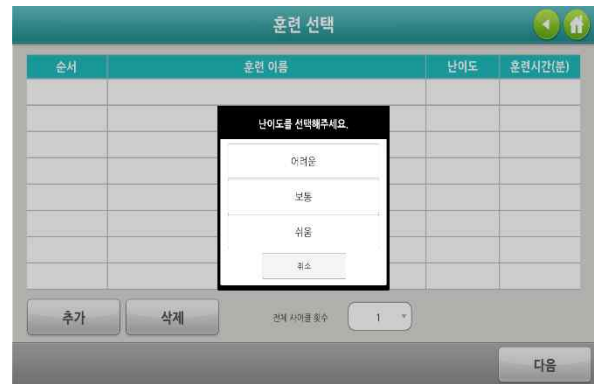 훈련 선택
순서 훈련 이름 난이도 훈련시간(분)
난이도를 선택해주세요.
어려운
보통
쉬움
취소
추가 삭제 전체 사이클 횟수 1
다음